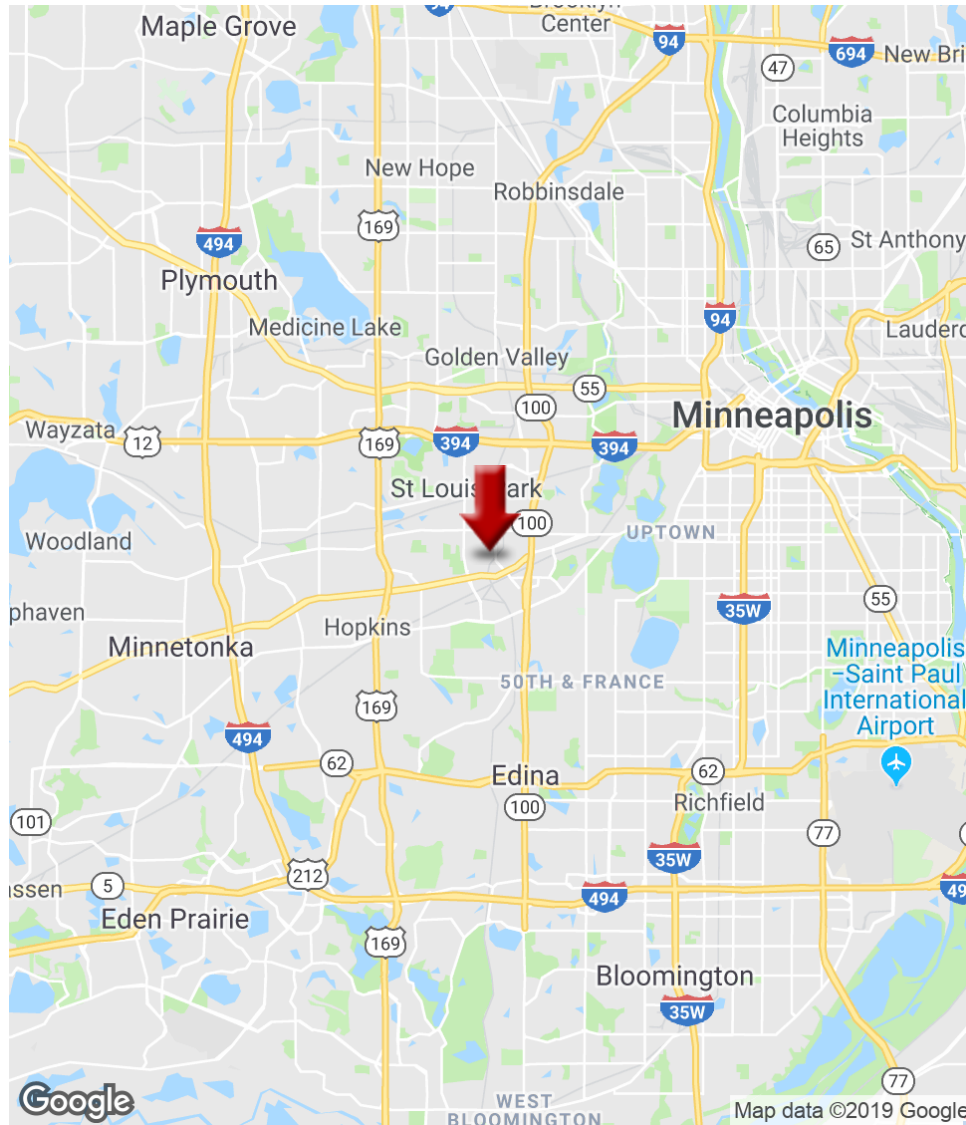 94
Brooklyn
Center
Maple Grove
94
694
New Bri
47
Columbia
Heights
New Hope
Robbinsdale
169
494
65
St Anthony
Plymouth
94
Medicine Lake
Lauderd
Golden Valley
55
100
Minneapolis
Wayzata
12
169
394
394
St Louis Park
100
UPTOWN
Woodland
55
35W
phaven
Hopkins
Minnetonka
Minneapolis
–Saint Paul
International
Airport
50TH & FRANCE
169
494
62
Edina
62
100
Richfield
101
77
35W
212
assen
5
494
49
Eden Prairie
169
Bloomington
35W
77
Google
WEST
BLOOMINGTON
Map data ©2019 Google